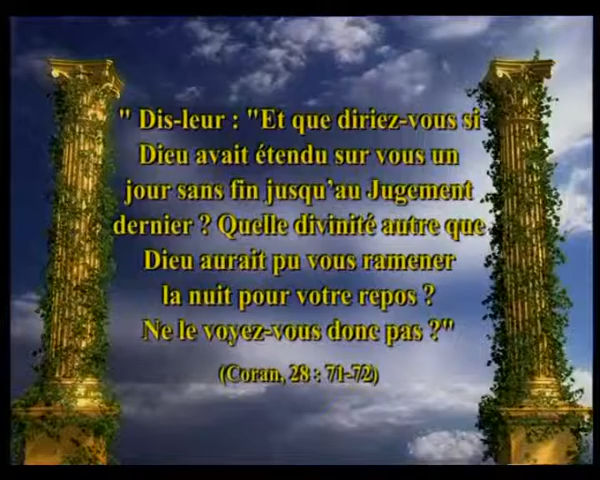 " Dis-leur : "Et que diriez-vous si
Dieu avait étendu sur vous un
jour sans fin jusqu'au Jugement
dernier ? Quelle divinité autre que
Dieu aurait pu vous ramener
la nuit pour votre repos ?
Ne le voyez-vous donc pas ?"
(Coran, 28 : 71-72)